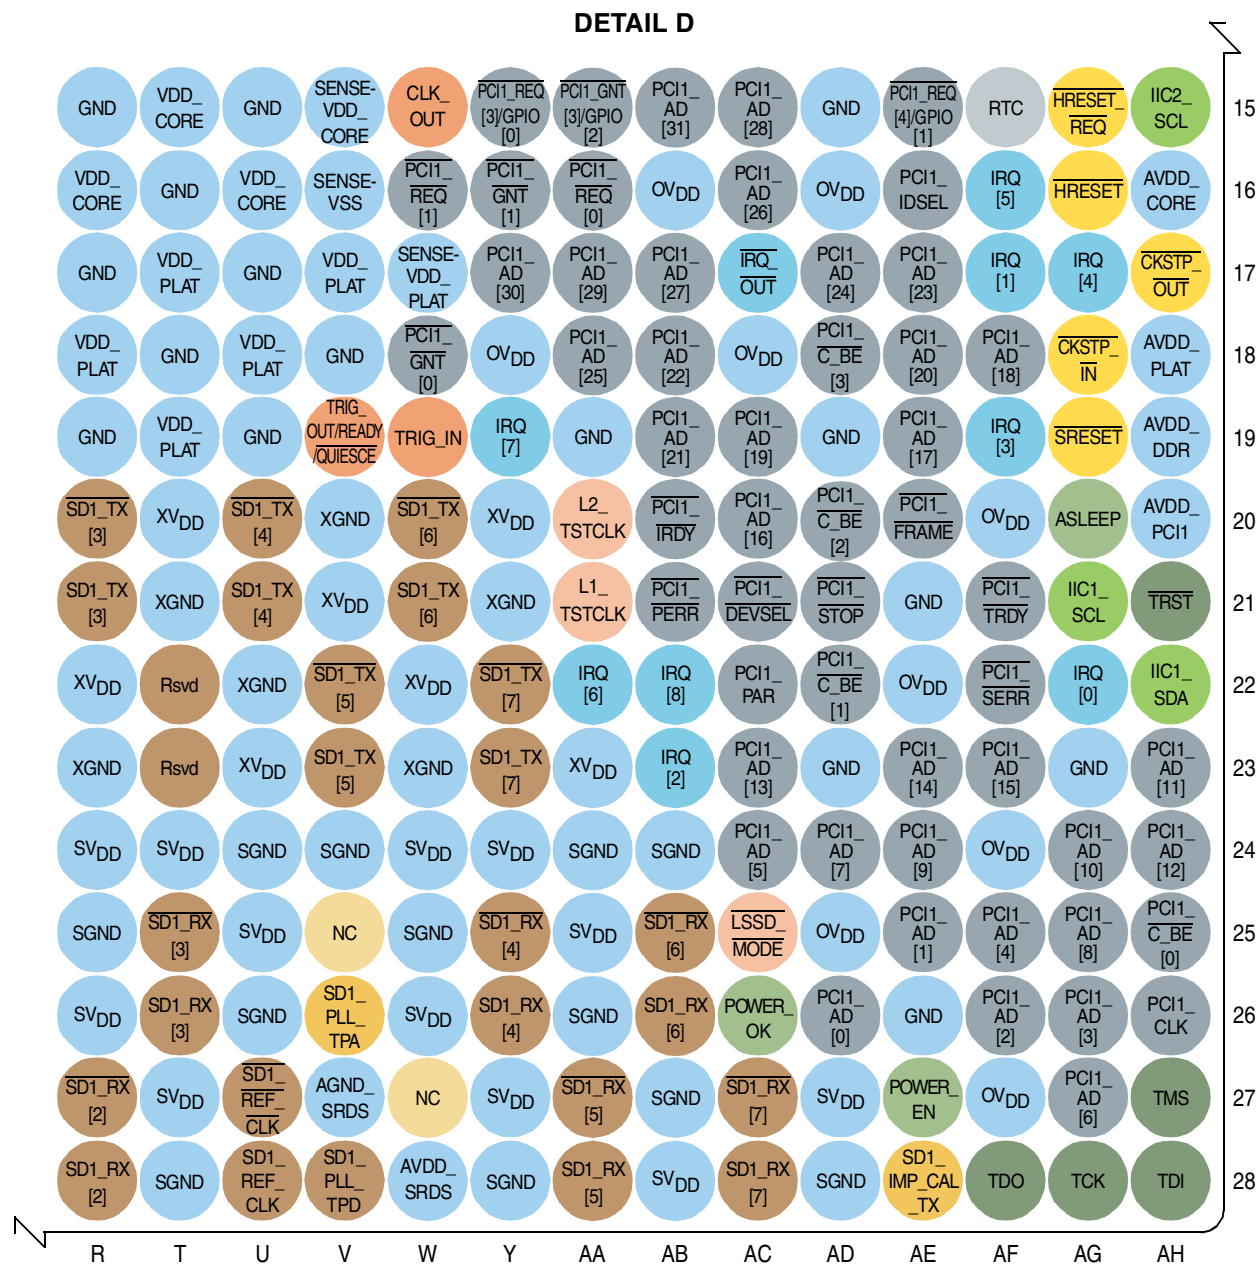 DETAIL D
GND VDD_CORE GND SENSE-VDD_CORE CLK_OUT PCI1_REQ[3]/GPIO[0] PCI1_GNT[3]/GPIO[2] PCI1_AD[31] PCI1_AD[28] GND PCI1_REQ[4]/GPIO[1] RTC HRESET_REQ IIC2_SCL 15
VDD_CORE GND VDD_CORE SENSE-VSS PCI1_REQ[1] PCI1_GNT[1] PCI1_REQ[0] OVDD PCI1_AD[26] OVDD PCI1_IDSEL IRQ[5] HRESET AVDD_CORE 16
GND VDD_PLAT GND VDD_PLAT SENSE-VDD_PLAT PCI1_AD[30] PCI1_AD[29] PCI1_AD[27] IRQ_OUT PCI1_AD[24] PCI1_AD[23] IRQ[1] IRQ[4] CKSTP_OUT 17
VDD_PLAT GND VDD_PLAT GND PCI1_GNT[0] OVDD PCI1_AD[25] PCI1_AD[22] OVDD PCI1_C_BE[3] PCI1_AD[20] PCI1_AD[18] CKSTP_IN AVDD_PLAT 18
GND VDD_PLAT GND TRIG_OUT/READY/QUIESCE TRIG_IN IRQ[7] GND PCI1_AD[21] PCI1_AD[19] GND PCI1_AD[17] IRQ[3] SRESET AVDD_DDR 19
SD1_TX[3] XVDD SD1_TX[4] XGND SD1_TX[6] XVDD L2_TSTCLK PCI1_IRDY PCI1_AD[16] PCI1_C_BE[2] PCI1_FRAME OVDD ASLEEP AVDD_PCI1 20
SD1_TX[3] XGND SD1_TX[4] XVDD SD1_TX[6] XGND L1_TSTCLK PCI1_PERR PCI1_DEVSEL PCI1_STOP GND PCI1_TRDY IIC1_SCL TRST 21
XVDD Rsvd XGND SD1_TX[5] XVDD SD1_TX[7] IRQ[6] IRQ[8] PCI1_PAR PCI1_C_BE[1] OVDD PCI1_SERR IRQ[0] IIC1_SDA 22
XGND Rsvd XVDD SD1_TX[5] XGND SD1_TX[7] XVDD IRQ[2] PCI1_AD[13] GND PCI1_AD[14] PCI1_AD[15] GND PCI1_AD[11] 23
SVDD SVDD SGND SGND SVDD SVDD SGND SGND PCI1_AD[5] PCI1_AD[7] PCI1_AD[9] OVDD PCI1_AD[10] PCI1_AD[12] 24
SGND SD1_RX[3] SVDD NC SGND SD1_RX[4] SVDD SD1_RX[6] LSSD_MODE OVDD PCI1_AD[1] PCI1_AD[4] PCI1_AD[8] PCI1_C_BE[0] 25
SVDD SD1_RX[3] SGND SD1_PLL_TPA SVDD SD1_RX[4] SGND SD1_RX[6] POWER_OK PCI1_AD[0] GND PCI1_AD[2] PCI1_AD[3] PCI1_CLK 26
SD1_RX[2] SVDD SD1_REF_CLK AGND_SRDS NC SVDD SD1_RX[5] SGND SD1_RX[7] SVDD POWER_EN OVDD PCI1_AD[6] TMS 27
SD1_RX[2] SGND SD1_REF_CLK SD1_PLL_TPD AVDD_SRDS SGND SD1_RX[5] SVDD SD1_RX[7] SGND SD1_IMP_CAL_TX TDO TCK TDI 28
R T U V W Y AA AB AC AD AE AF AG AH